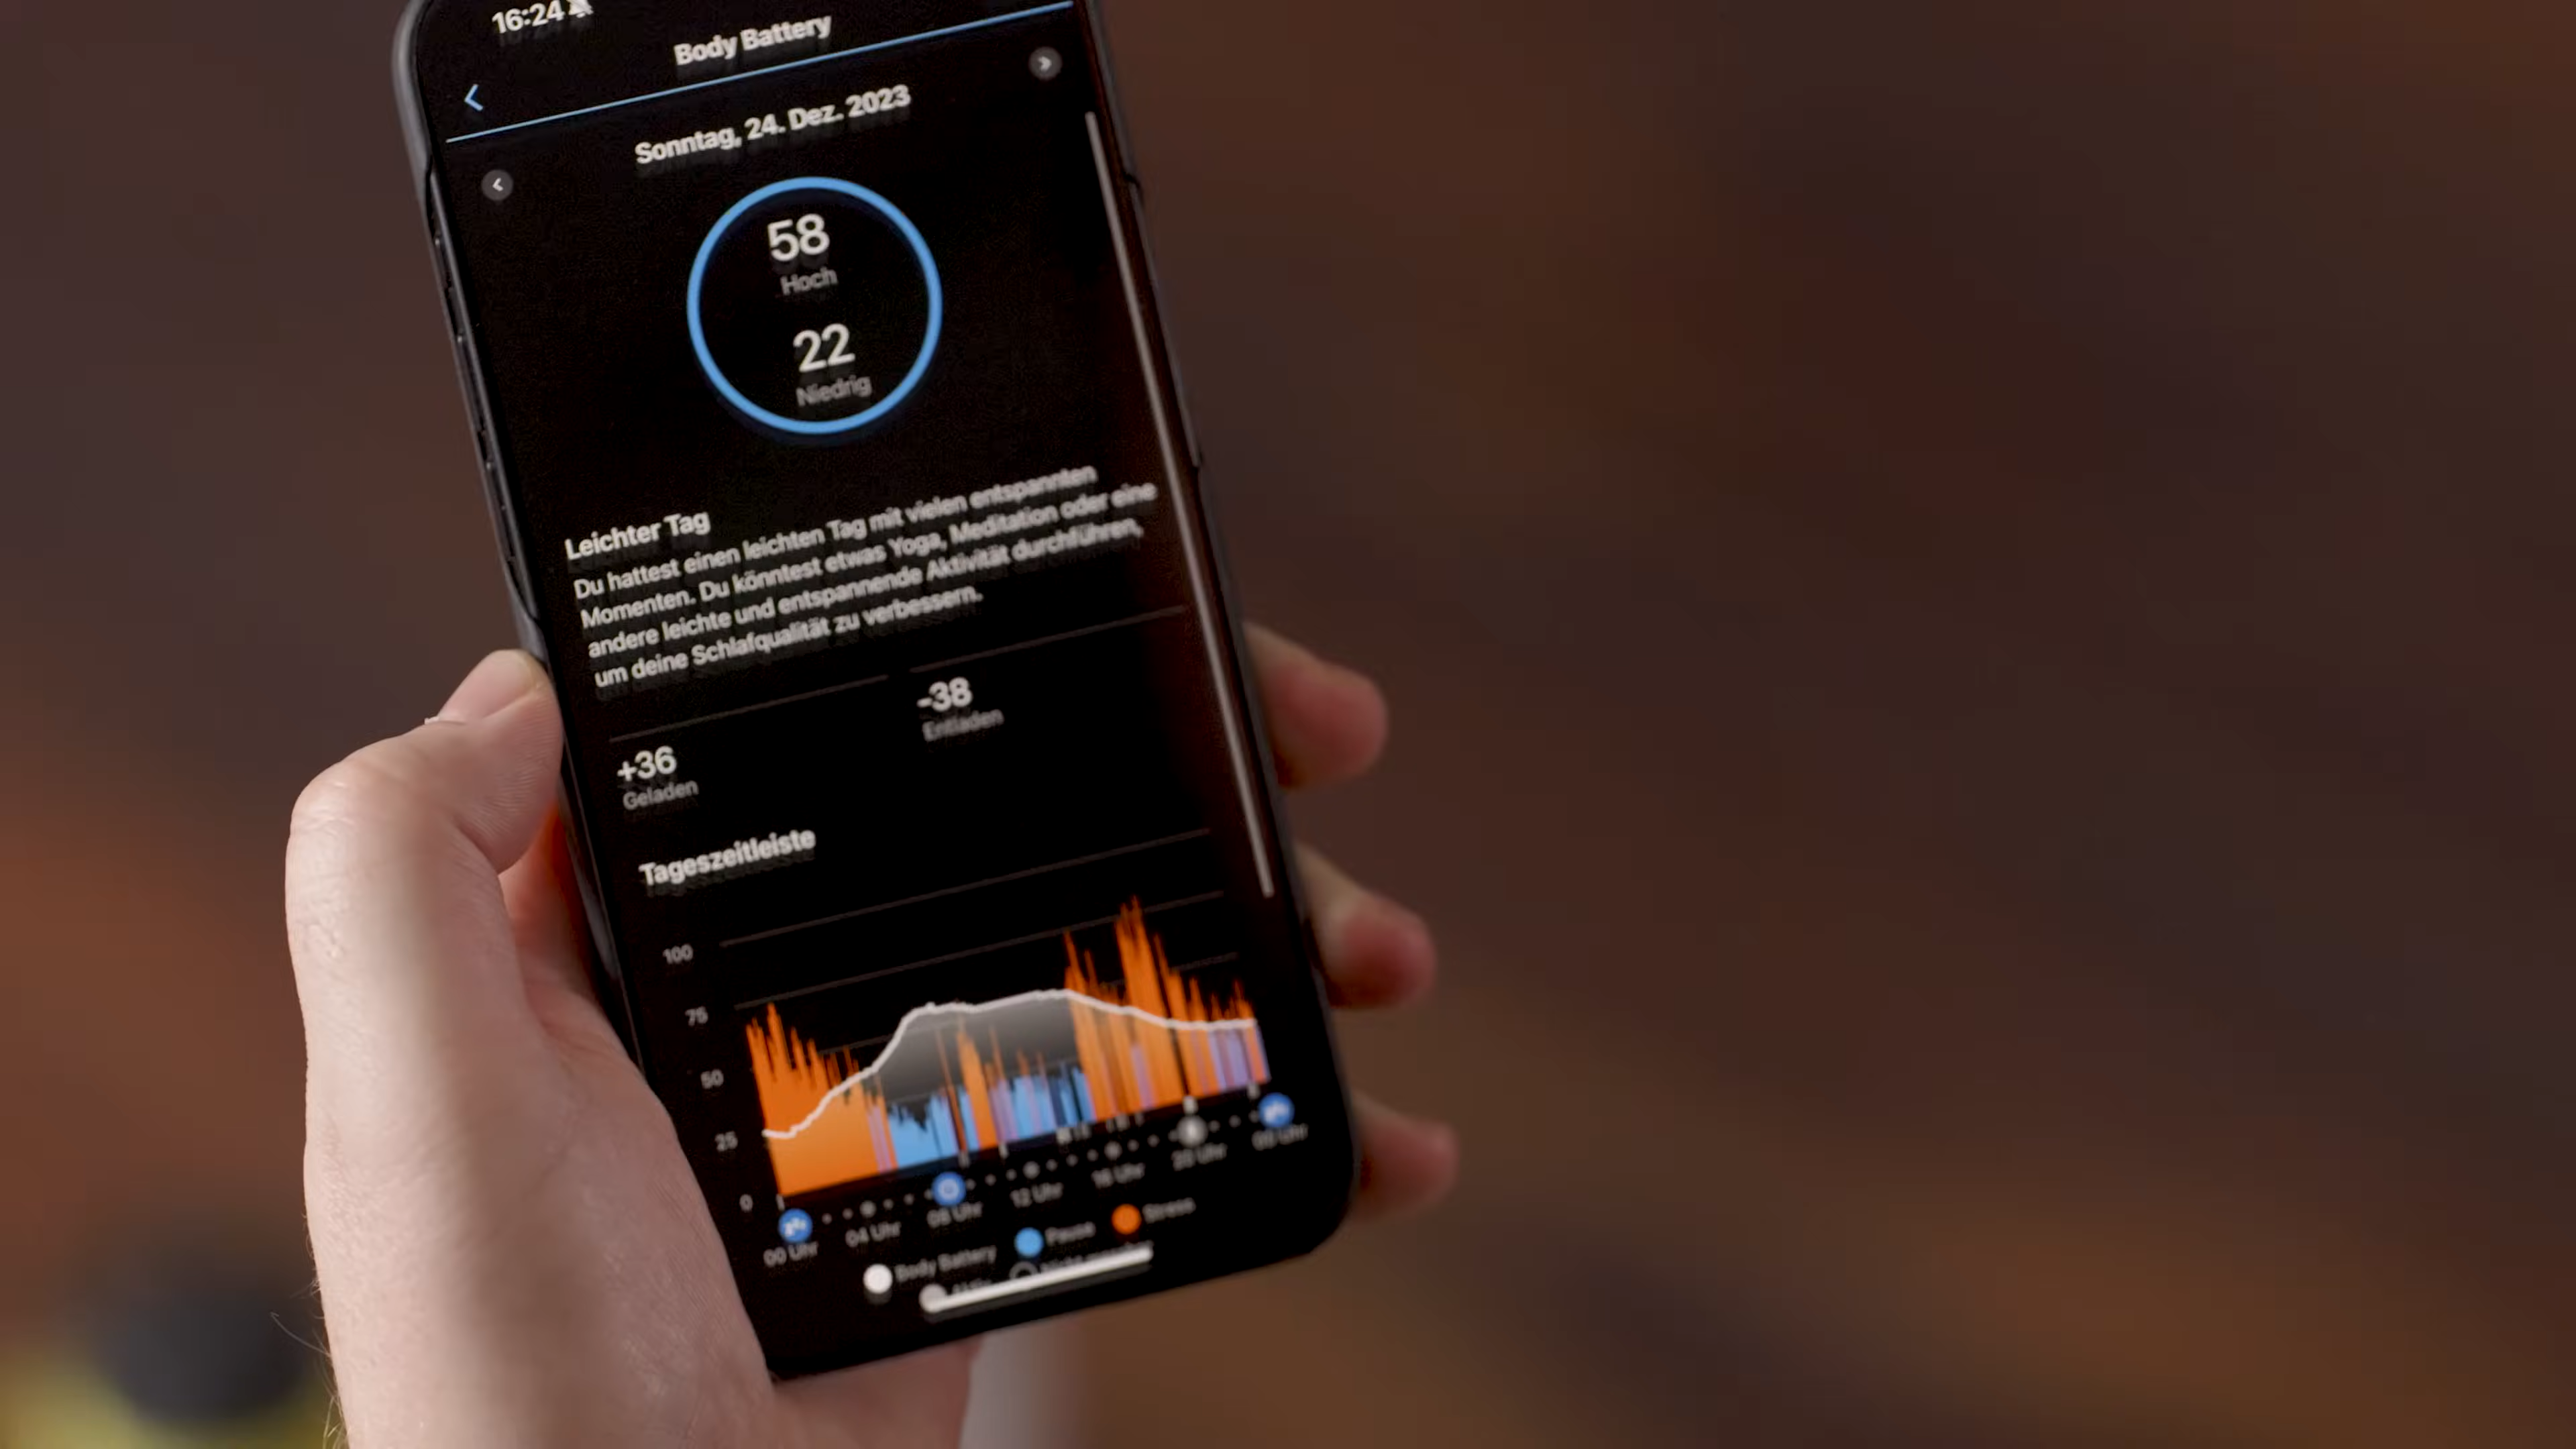 16:24
Body Battery
Sonntag, 24. Dez. 2023
58
Hoch
22
Niedrig
Leichter Tag
Du hattest einen leichten Tag mit vielen entspannten
Momenten. Du könntest etwas Yoga, Meditation oder eine
andere leichte und entspannende Aktivität durchführen,
um deine Schlafqualität zu verbessern.
+36
Geladen
-38
Entladen
Tageszeitleiste
100
75
50
25
0
00 Uhr
04 Uhr
08 Uhr
12 Uhr
16 Uhr
20 Uhr
00 Uhr
Body Battery
Pause
Stress